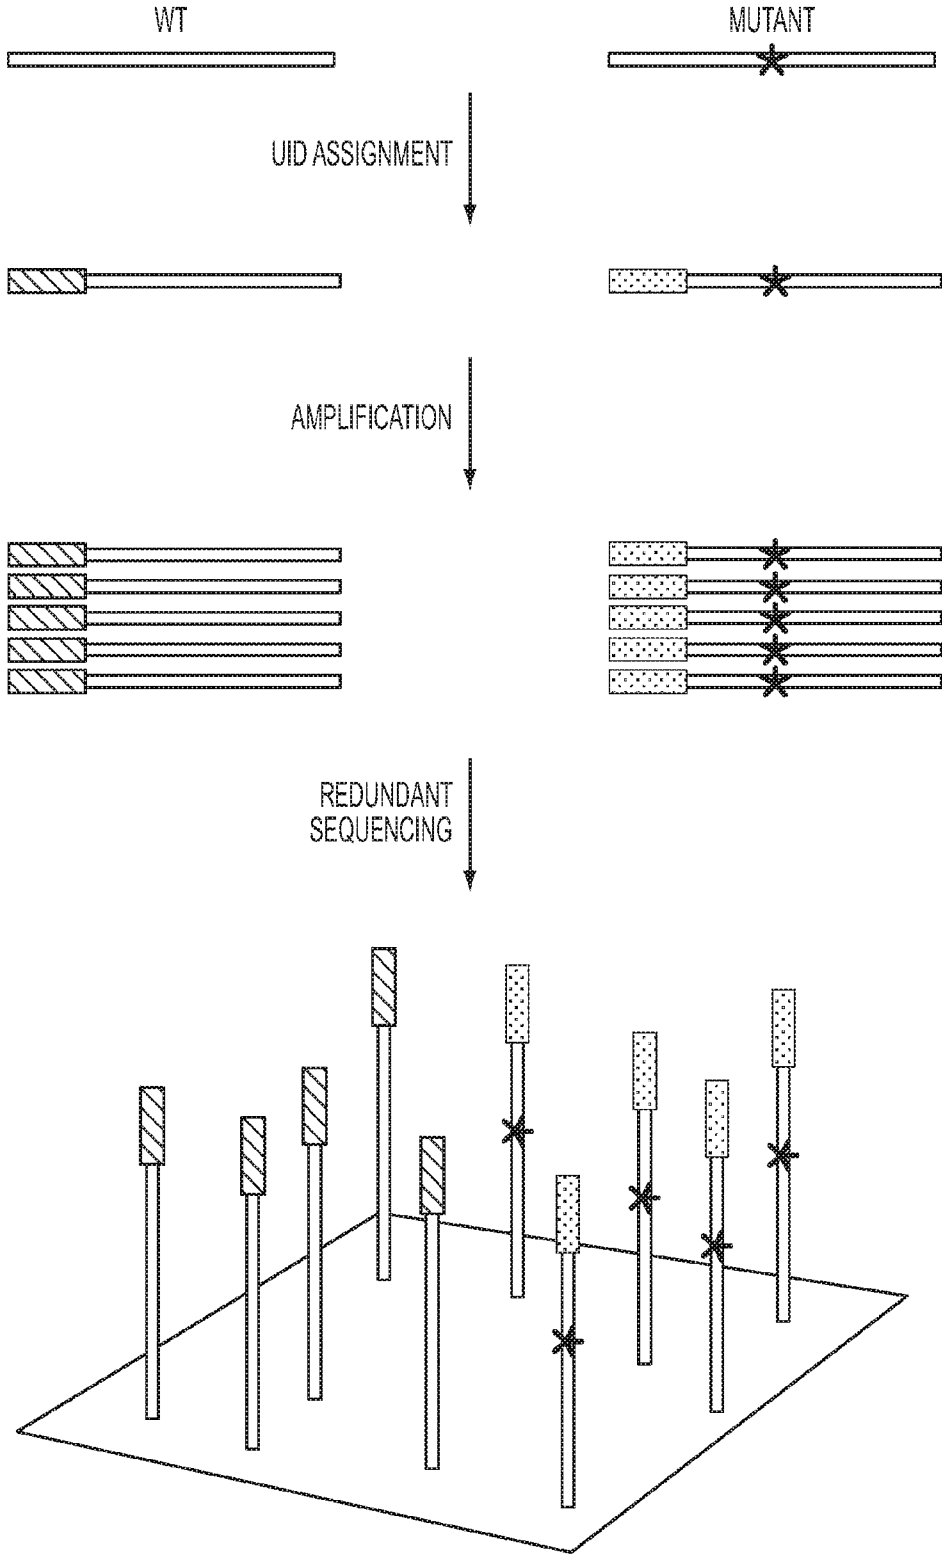 WT
MUTANT
UID ASSIGNMENT
AMPLIFICATION
REDUNDANT
SEQUENCING